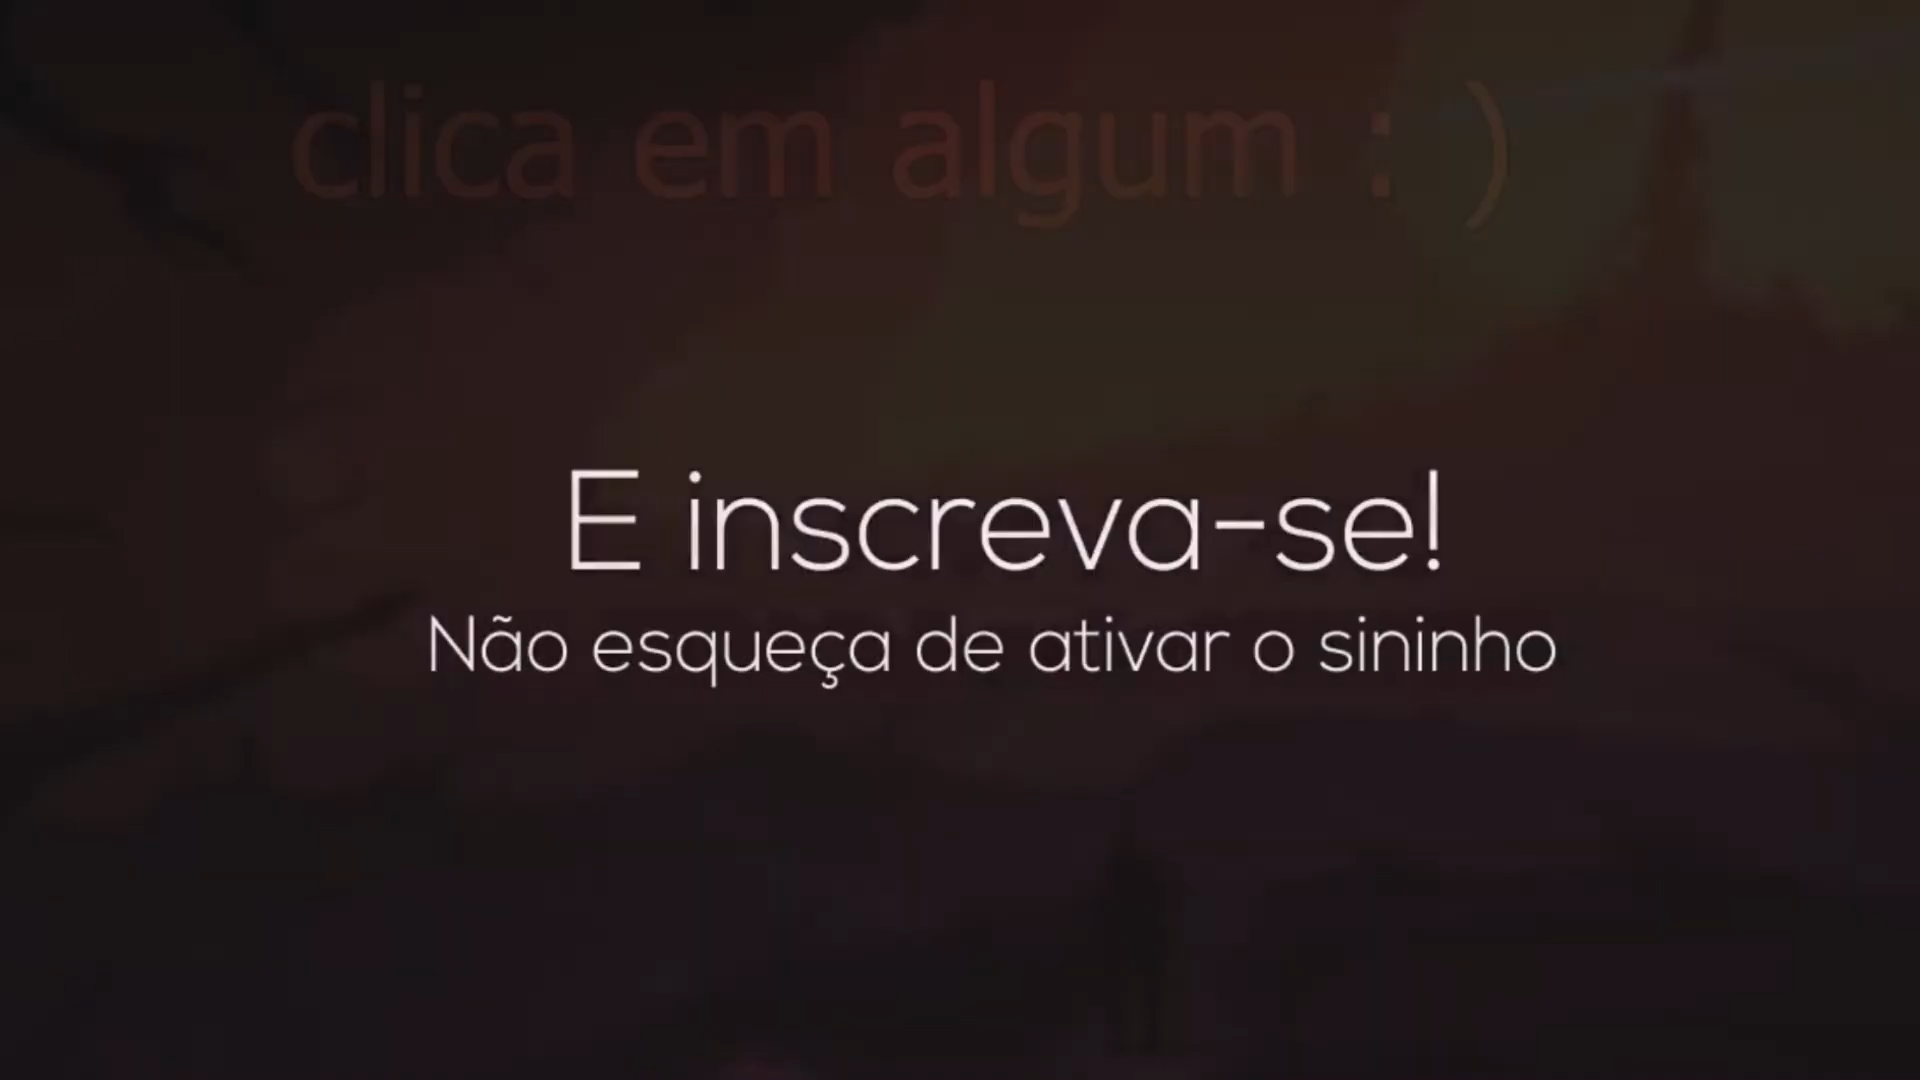 clica em algum : )
E inscreva-se!
Não esqueça de ativar o sininho